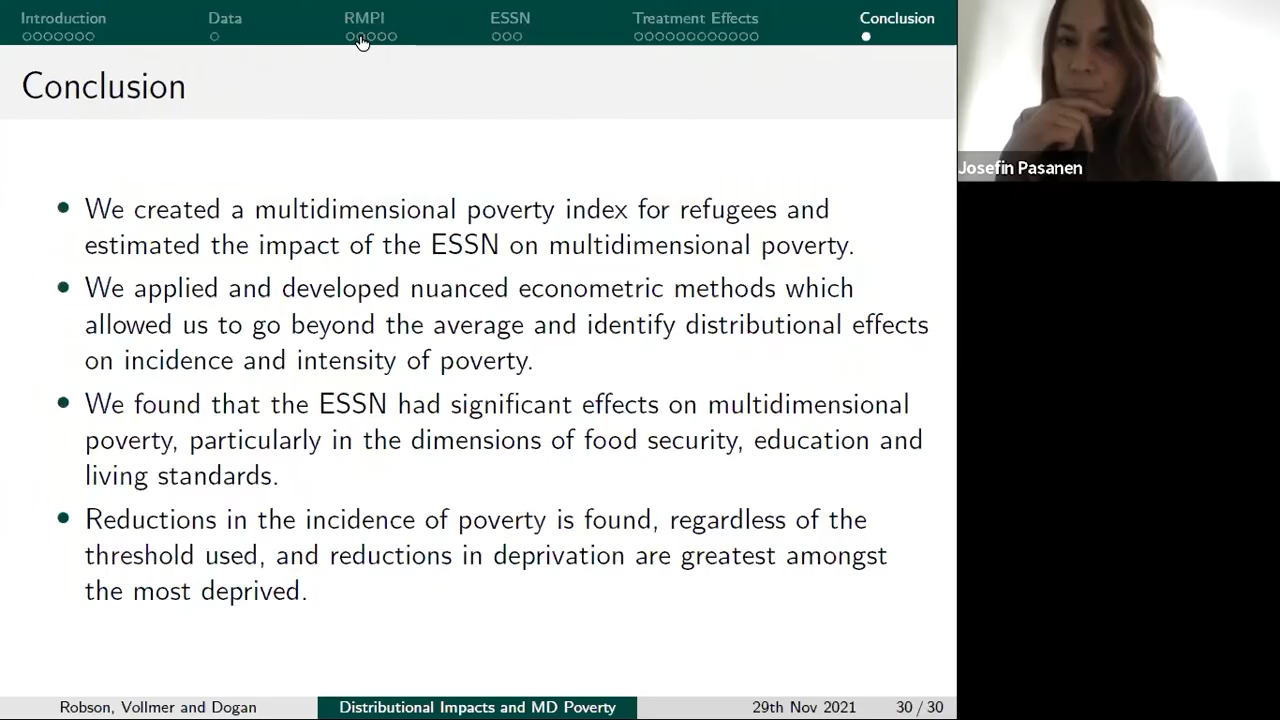 Introduction Data RMPI ESSN Treatment Effects Conclusion
Conclusion
Josefin Pasanen
We created a multidimensional poverty index for refugees and
estimated the impact of the ESSN on multidimensional poverty.
We applied and developed nuanced econometric methods which
allowed us to go beyond the average and identify distributional effects
on incidence and intensity of poverty.
We found that the ESSN had significant effects on multidimensional
poverty, particularly in the dimensions of food security, education and
living standards.
Reductions in the incidence of poverty is found, regardless of the
threshold used, and reductions in deprivation are greatest amongst
the most deprived.
Robson, Vollmer and Dogan Distributional Impacts and MD Poverty 29th Nov 2021 30 / 30